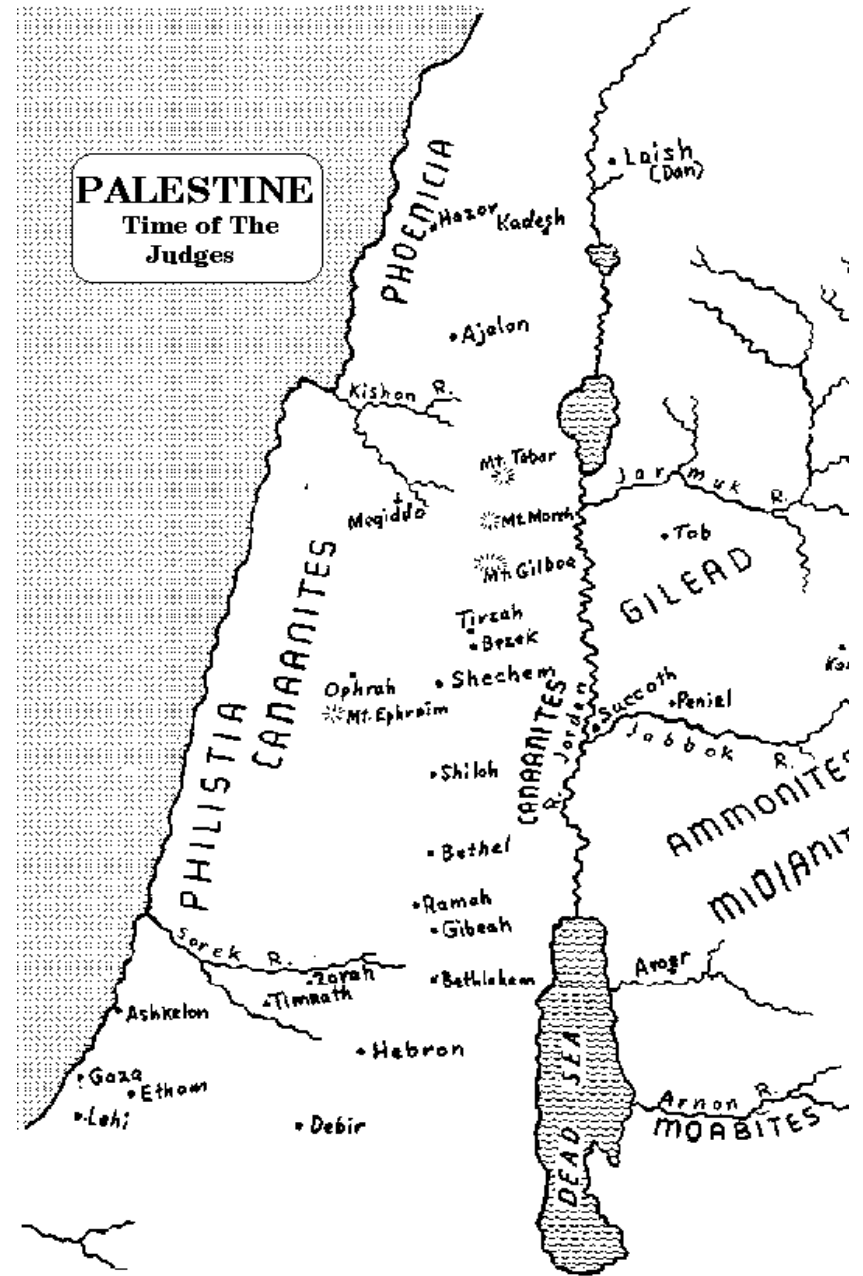 PALESTINE
Time of The
Judges
PHOENICIA
Laish
(Dan)
Hazor
Kadesh
Ajalon
Kishon R.
Mt. Tabor
Jarmuk R.
Megiddo
Mt. Moreh
Tob
Mt. Gilboa
GILEAD
CANAANITES
Tirzah
Bezek
Shechem
Ophrah
Mt. Ephraim
CANAANITES
R. Jordan
Succoth
Peniel
Jabbok R.
PHILISTIA
Shiloh
AMMONITES
Bethel
MIDIANIT
Ramah
Gibeah
Sorek R.
Zorah
Timnath
Bethlehem
Aroer
Ashkelon
Hebron
DEAD SEA
Gaza
Etham
Lehi
Debir
Arnon R.
MOABITES